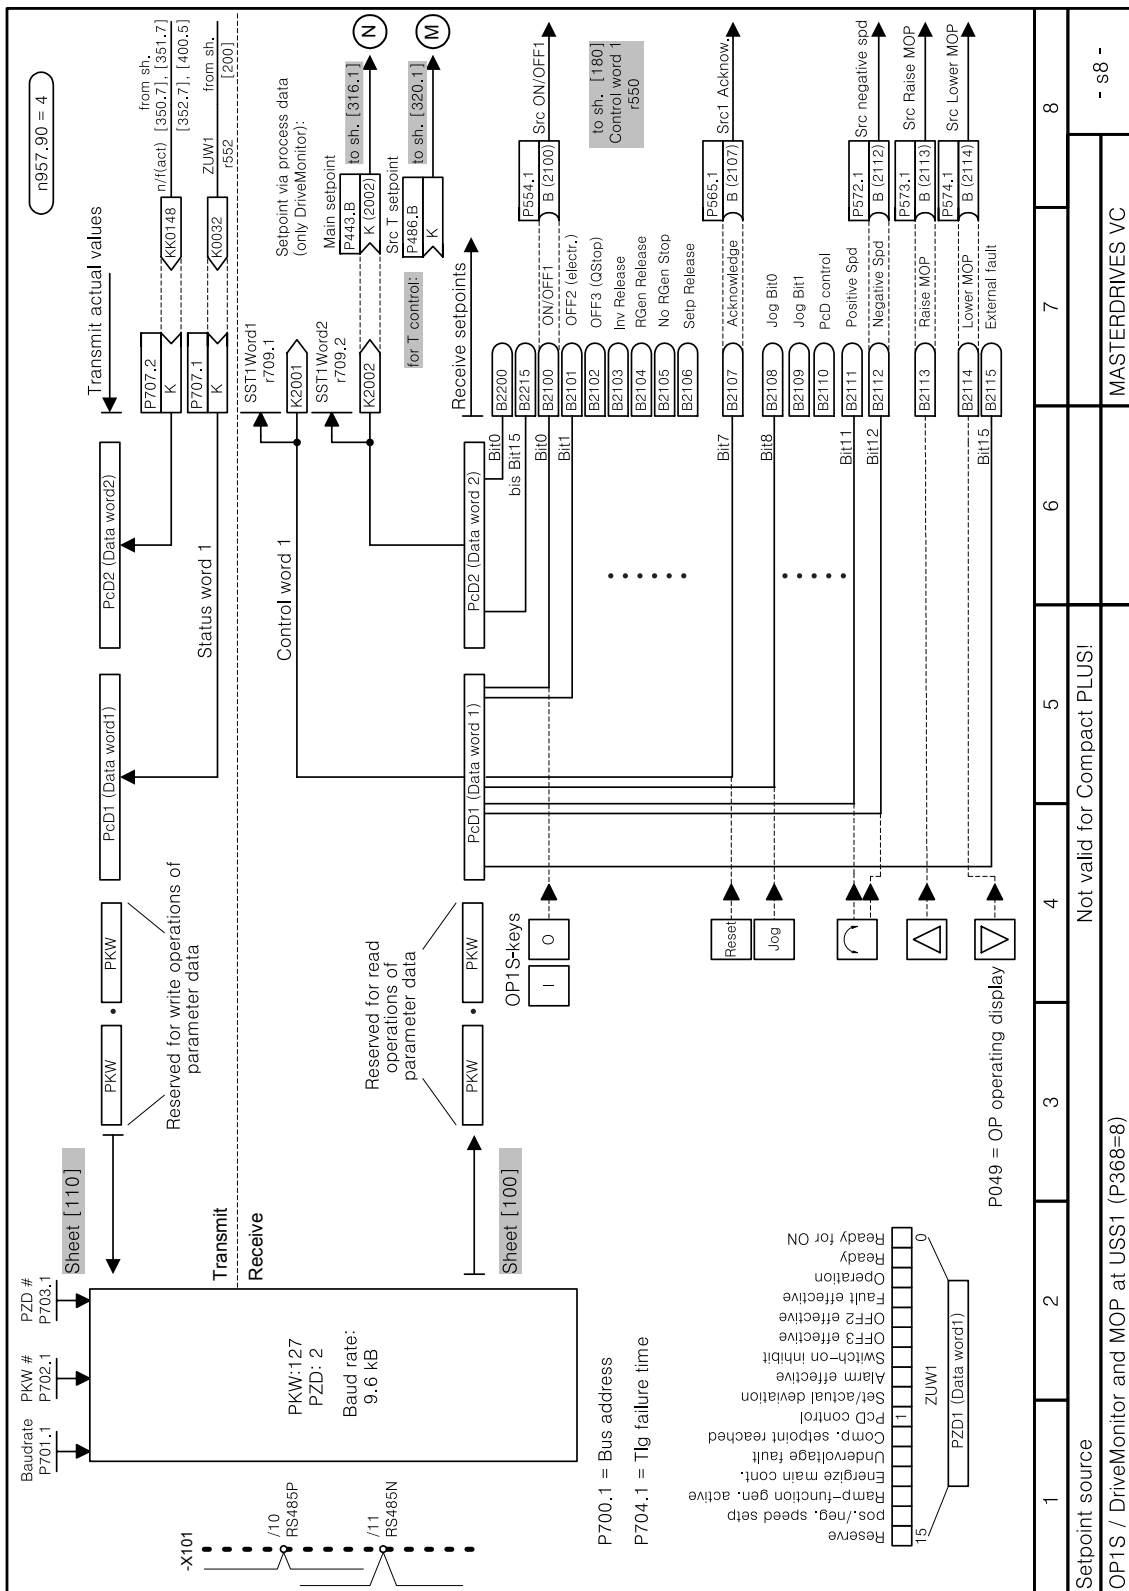 n957.90 = 4
Baudrate
P701.1
PKW #
P702.1
PZD #
P703.1
Sheet [110]
PKW
PKW
Reserved for write operations of
parameter data
PcD1 (Data word1)
PcD2 (Data word2)
Transmit actual values
P707.2
K
KK0148
n/f(act)
from sh.
[350.7], [351.7]
[352.7], [400.5]
P707.1
K
K0032
ZUW1
r552
from sh.
[200]
Status word 1
Transmit
Receive
-X101
/10
RS485P
/11
RS485N
PKW:127
PZD: 2
Baud rate:
9.6 kB
Control word 1
SST1Word1
r709.1
K2001
SST1Word2
r709.2
K2002
Setpoint via process data
(only DriveMonitor):
Main setpoint
P443.B
K (2002)
to sh. [316.1]
N
for T control:
Src T setpoint
P486.B
K
to sh. [320.1]
M
Sheet [100]
Reserved for read
operations of
parameter data
PKW
PKW
PcD1 (Data word 1)
PcD2 (Data word 2)
Receive setpoints
Bit0
B2200
bis Bit15
B2215
OP1S-keys
I
O
Bit0
B2100
ON/OFF1
P554.1
B (2100)
Src ON/OFF1
Bit1
B2101
OFF2 (electr.)
B2102
OFF3 (QStop)
B2103
Inv Release
B2104
RGen Release
B2105
No RGen Stop
B2106
Setp Release
to sh. [180]
Control word 1
r550
Reset
Bit7
B2107
Acknowledge
P565.1
B (2107)
Src1 Acknow.
Jog
Bit8
B2108
Jog Bit0
B2109
Jog Bit1
B2110
PcD control
Bit11
B2111
Positive Spd
Bit12
B2112
Negative Spd
P572.1
B (2112)
Src negative spd
B2113
Raise MOP
P573.1
B (2113)
Src Raise MOP
B2114
Lower MOP
P574.1
B (2114)
Src Lower MOP
Bit15
B2115
External fault
P700.1 = Bus address
P704.1 = Tlg failure time
P049 = OP operating display
Reserve
pos./neg. speed setp
Ramp-function gen. active
Energize main cont.
Undervoltage fault
Comp. setpoint reached
PcD control
Set/actual deviation
Alarm effective
Switch-on inhibit
OFF3 effective
OFF2 effective
Fault effective
Operation
Ready
Ready for ON
1
15
ZUW1
0
PZD1 (Data word1)
1
2
3
4
5
6
7
8
Setpoint source
Not valid for Compact PLUS!
OP1S / DriveMonitor and MOP at USS1 (P368=8)
MASTERDRIVES VC
- s8 -